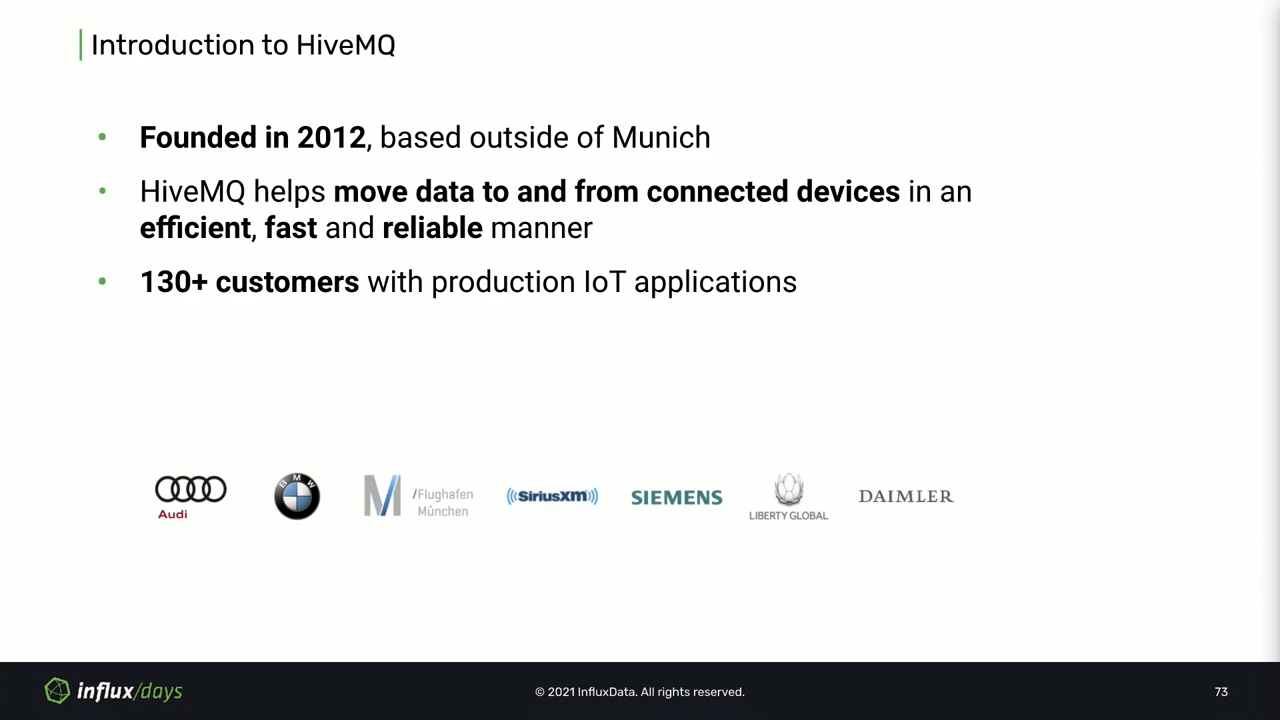 Introduction to HiveMQ
• Founded in 2012, based outside of Munich
• HiveMQ helps move data to and from connected devices in an
efficient, fast and reliable manner
• 130+ customers with production IoT applications
Audi
BMW
M /Flughafen
München
((SiriusXM))
SIEMENS
LIBERTY GLOBAL
DAIMLER
influx/days
© 2021 InfluxData. All rights reserved.
73